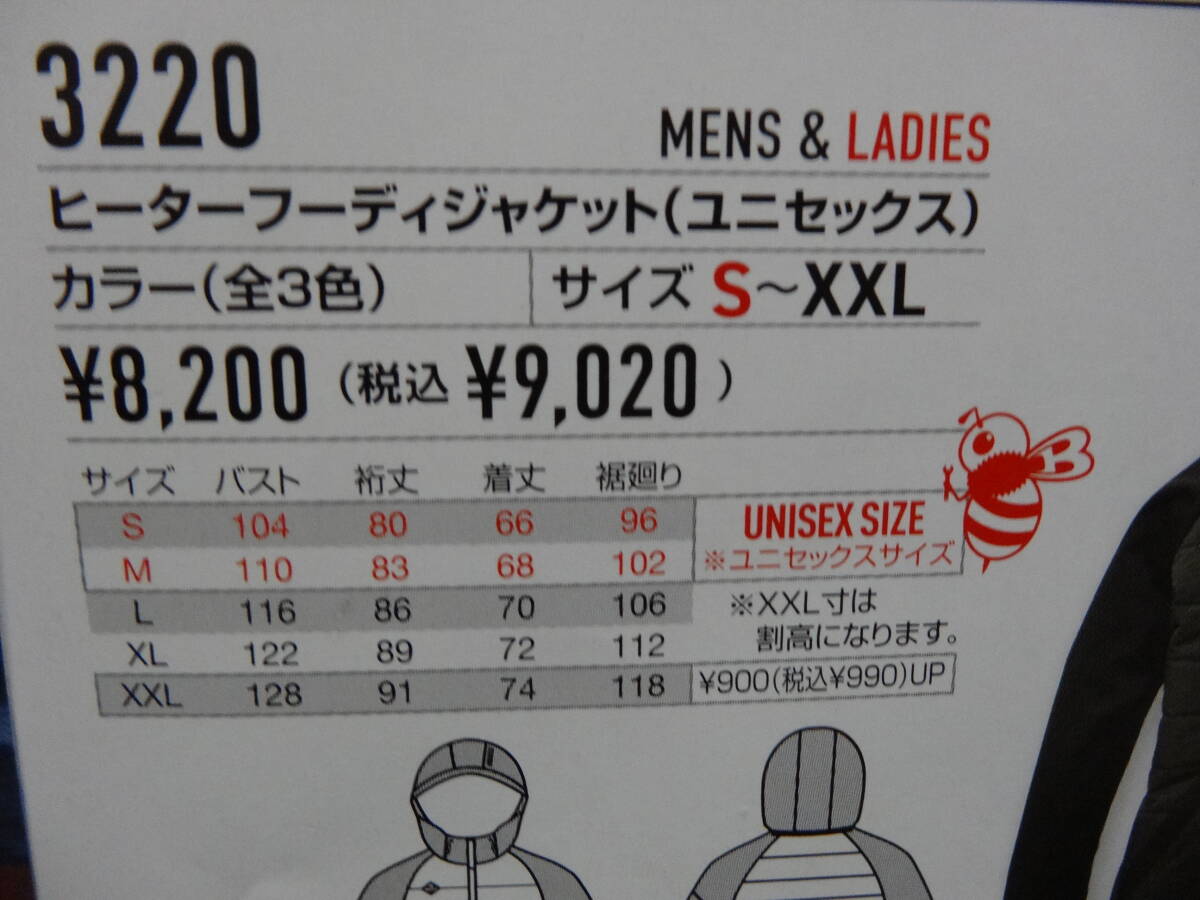 3220
MENS & LADIES
ヒーターフーディジャケット(ユニセックス)
カラー(全3色) サイズ S~XXL
¥8,200 (税込 ¥9,020 )
サイズ バスト 裄丈 着丈 裾廻り
S 104 80 66 96 UNISEX SIZE
M 110 83 68 102 ※ユニセックスサイズ
L 116 86 70 106 ※XXL寸は
割高になります。
XL 122 89 72 112
XXL 128 91 74 118 ¥900(税込¥990)UP